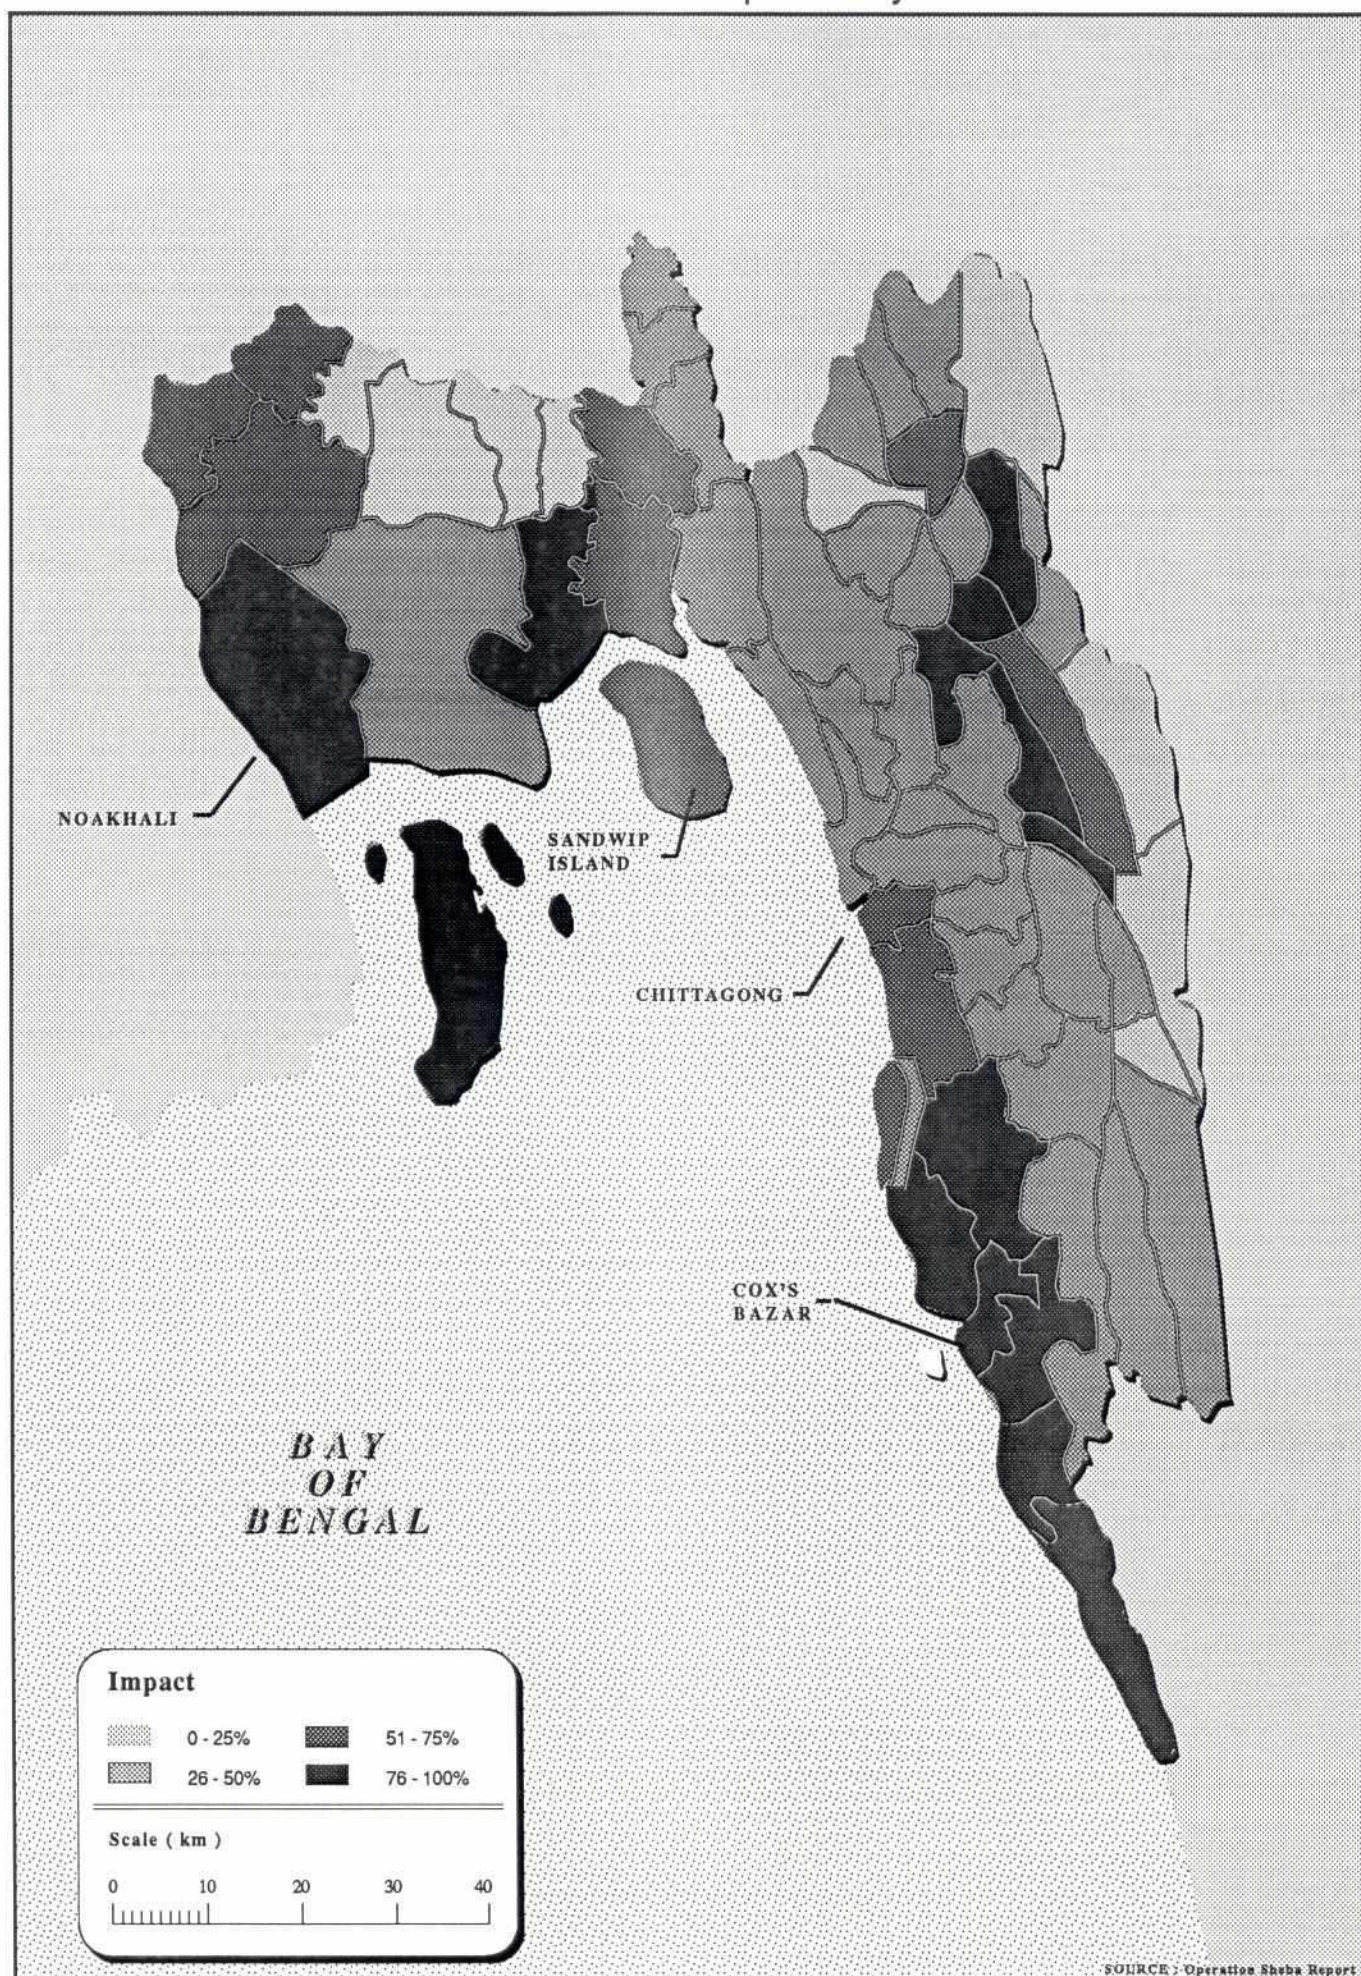 NOAKHALI
SANDWIP
ISLAND
CHITTAGONG
COX'S
BAZAR
BAY
OF
BENGAL
Impact
0 - 25%
51 - 75%
26 - 50%
76 - 100%
Scale ( km )
0 10 20 30 40
SOURCE : Operation Sheba Report